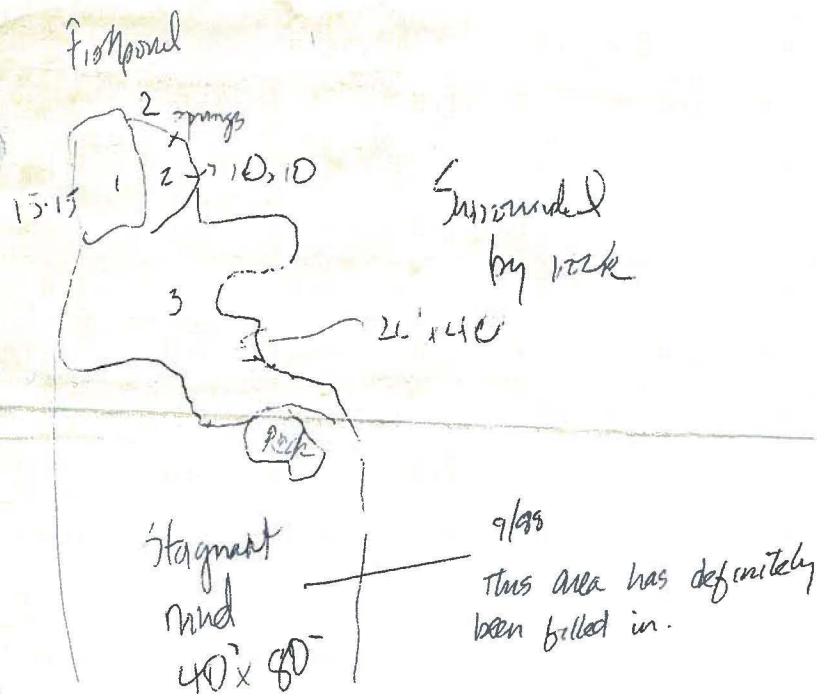 Fishpond
2 springs
15·15
1
2
10×10
Surrounded
by rock
3
Rock
Stagnant
mud
40' x 80'
9/98
This area has definitely
been filled in.